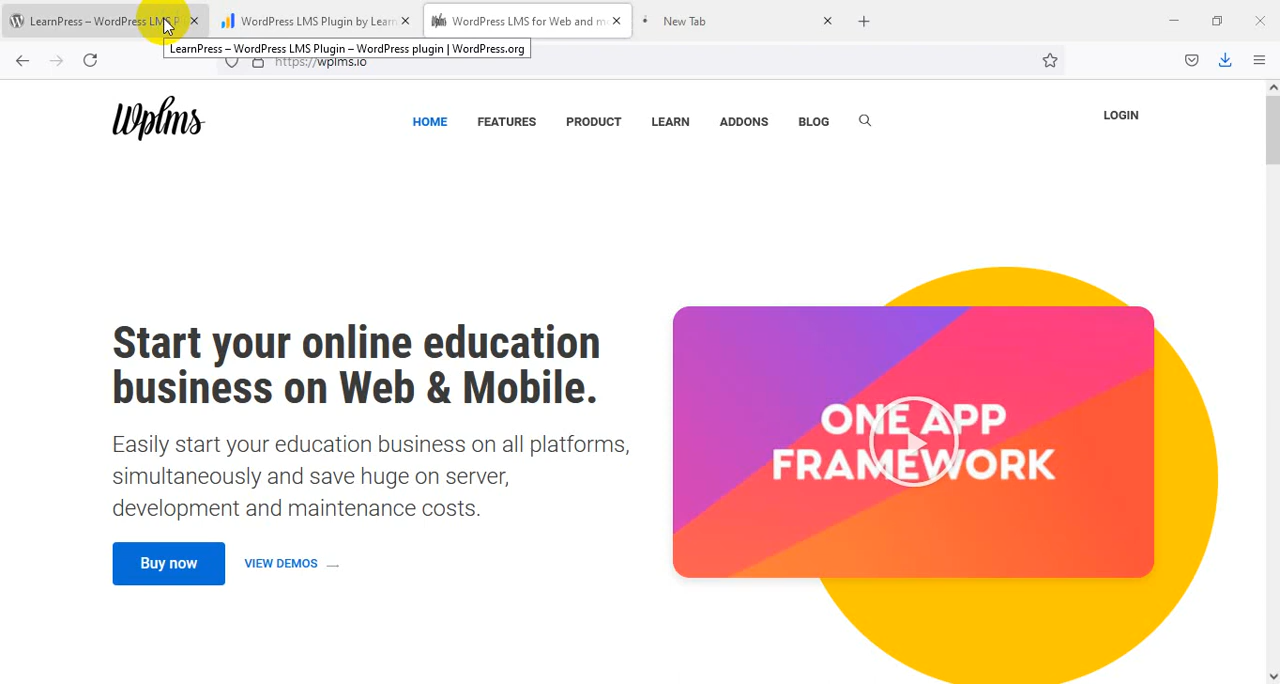 LearnPress – WordPress LMS P
WordPress LMS Plugin by Learn
WordPress LMS for Web and m
New Tab
LearnPress – WordPress LMS Plugin – WordPress plugin | WordPress.org
https://wplms.io
Wplms
HOME
FEATURES
PRODUCT
LEARN
ADDONS
BLOG
LOGIN
Start your online education
business on Web & Mobile.
Easily start your education business on all platforms,
simultaneously and save huge on server,
development and maintenance costs.
Buy now
VIEW DEMOS
ONE APP
FRAMEWORK